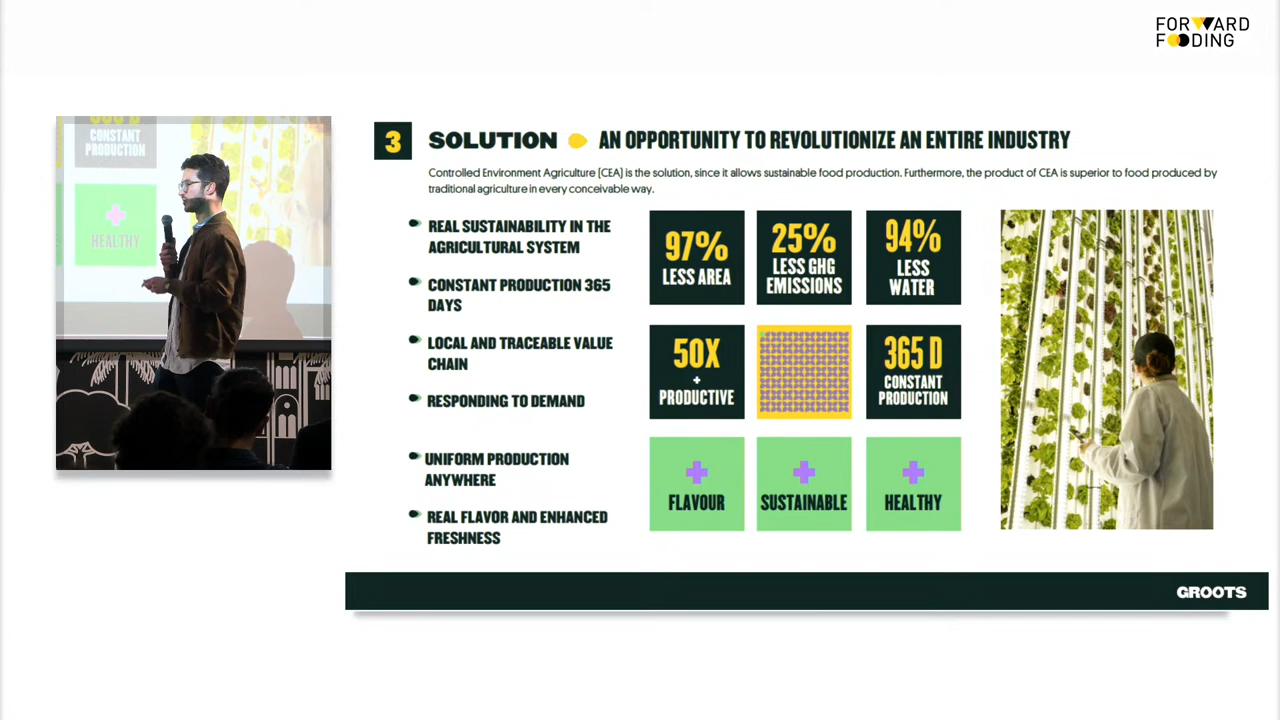 FORWARD
FOODING
CONSTANT
PRODUCTION
HEALTHY
3
SOLUTION AN OPPORTUNITY TO REVOLUTIONIZE AN ENTIRE INDUSTRY
Controlled Environment Agriculture (CEA) is the solution, since it allows sustainable food production. Furthermore, the product of CEA is superior to food produced by
traditional agriculture in every conceivable way.
REAL SUSTAINABILITY IN THE
AGRICULTURAL SYSTEM
CONSTANT PRODUCTION 365
DAYS
LOCAL AND TRACEABLE VALUE
CHAIN
RESPONDING TO DEMAND
UNIFORM PRODUCTION
ANYWHERE
REAL FLAVOR AND ENHANCED
FRESHNESS
97%
LESS AREA
25%
LESS GHG
EMISSIONS
94%
LESS
WATER
50X
+
PRODUCTIVE
365 D
CONSTANT
PRODUCTION
+
FLAVOUR
+
SUSTAINABLE
+
HEALTHY
GROOTS